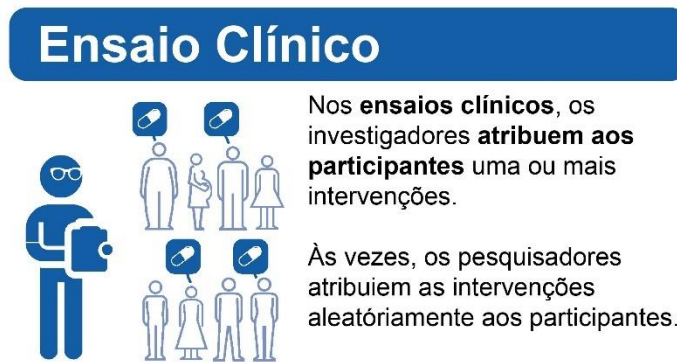 Ensaio Clínico
Nos ensaios clínicos, os
investigadores atribuem aos
participantes uma ou mais
intervenções.
Às vezes, os pesquisadores
atribuiem as intervenções
aleatóriamente aos participantes.